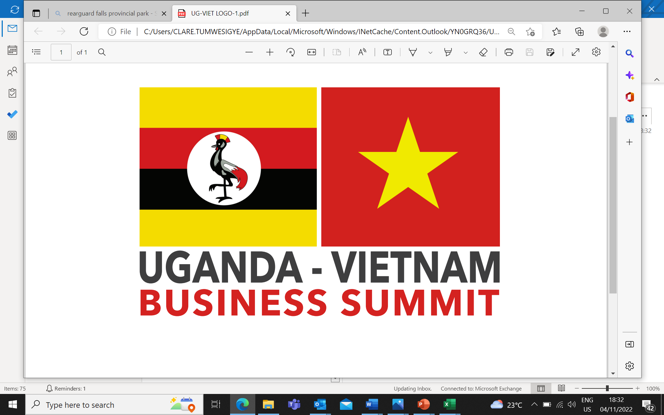 rearguard falls provincial park -
UG-VIET LOGO-1.pdf
File
C:/Users/CLARE.TUMWESIGYE/AppData/Local/Microsoft/Windows/INetCache/Content.Outlook/YN0GRQ36/U...
1 of 1
UGANDA - VIETNAM
BUSINESS SUMMIT
Items: 75
Reminders: 1
Updating Inbox.
Connected to: Microsoft Exchange
100%
Type here to search
23°C
ENG
US
18:32
04/11/2022
42